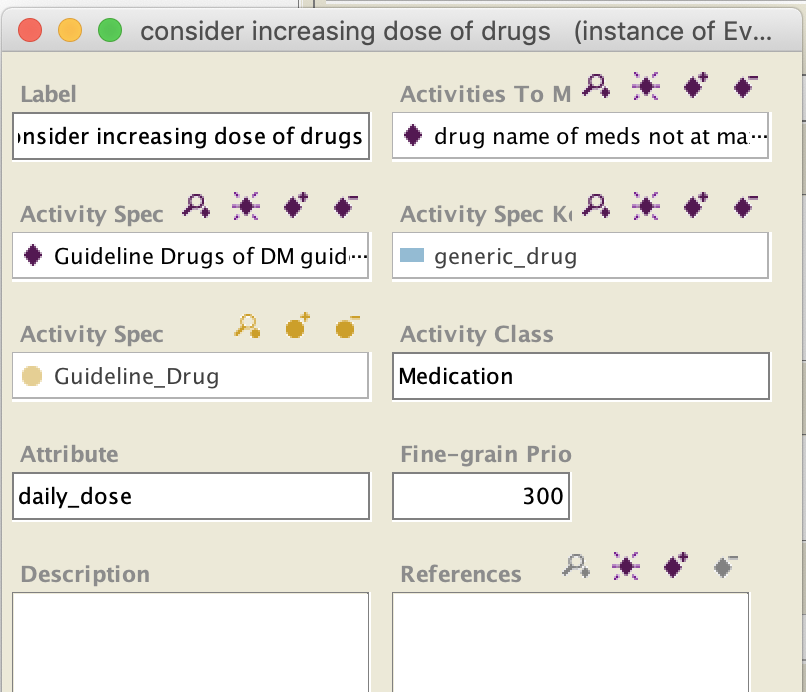 consider increasing dose of drugs (instance of Ev...
Label
Activities To M
onsider increasing dose of drugs
drug name of meds not at ma...
Activity Spec
Activity Spec Ke
Guideline Drugs of DM guid...
generic_drug
Activity Spec
Activity Class
Guideline_Drug
Medication
Attribute
Fine-grain Prio
daily_dose
300
Description
References